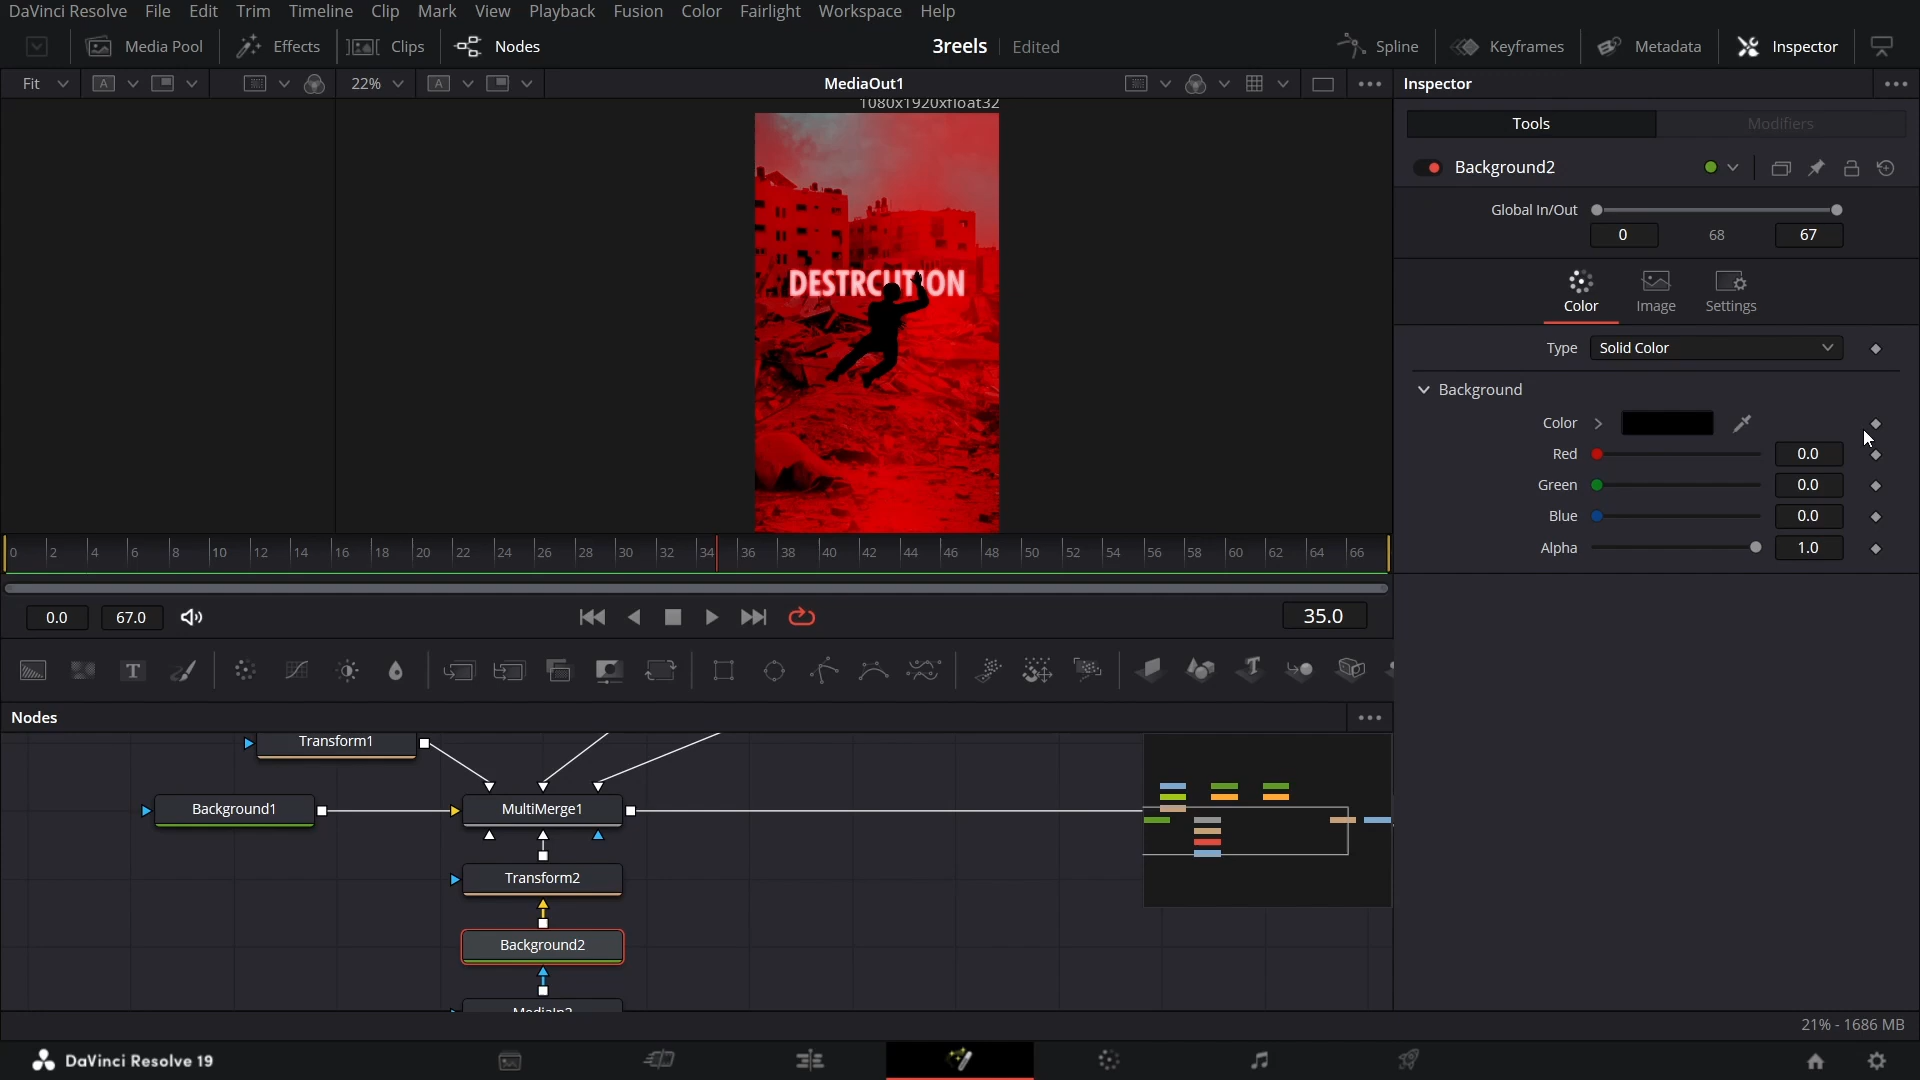 DaVinci Resolve File Edit Trim Timeline Clip Mark View Playback Fusion Color Fairlight Workspace Help
Media Pool Effects Clips Nodes 3reels Edited Spline Keyframes Metadata Inspector
Fit A 22% A MediaOut1 Inspector
1080x1920xfloat32
Tools Modifiers
Background2
Global In/Out
0 68 67
DESTRCUTION
Color Image Settings
Type Solid Color
Background
Color
Red 0.0
Green 0.0
Blue 0.0
Alpha 1.0
0 2 4 6 8 10 12 14 16 18 20 22 24 26 28 30 32 34 36 38 40 42 44 46 48 50 52 54 56 58 60 62 64 66
0.0 67.0 35.0
T T
Nodes
Transform1
Background1 MultiMerge1
Transform2
Background2
MediaIn2
21% - 1686 MB
DaVinci Resolve 19